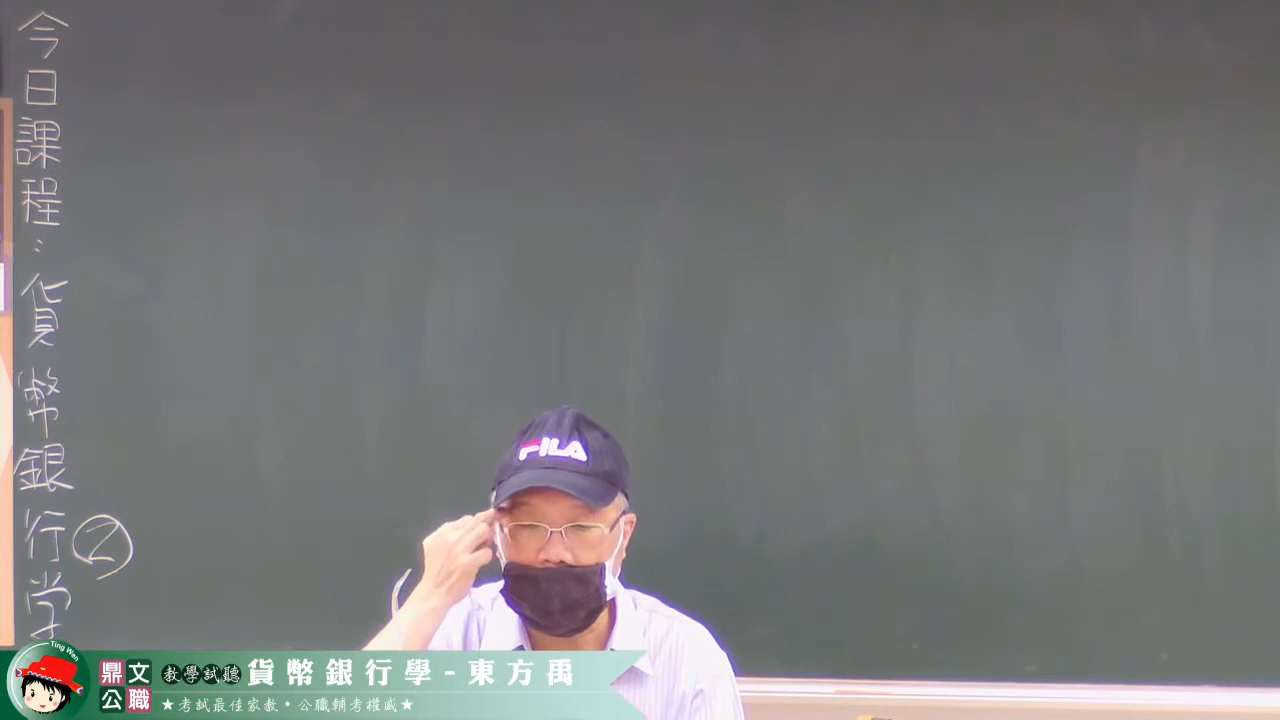 今日課程：貨幣銀行学
②
FILA
Ting Wen
鼎文公職
教學試聽 貨幣銀行學-東方禹
★考試最佳家教•公職輔考權威★